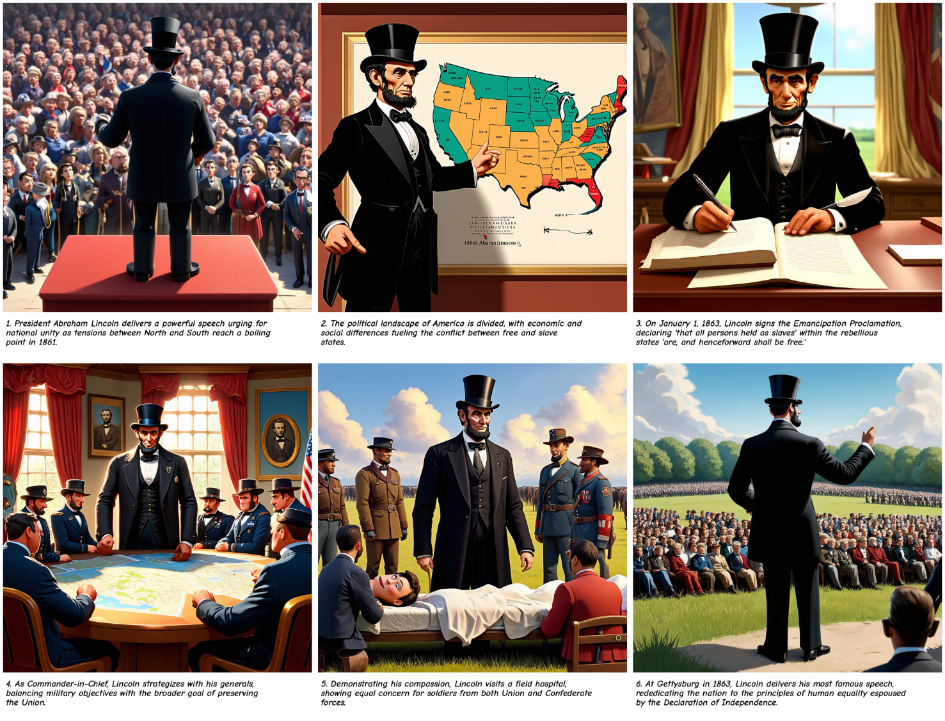 1. President Abraham Lincoln delivers a powerful speech urging for
national unity as tensions between North and South reach a boiling
point in 1861.
2. The political landscape of America is divided, with economic and
social differences fueling the conflict between free and slave
states.
3. On January 1, 1863, Lincoln signs the Emancipation Proclamation,
declaring 'that all persons held as slaves' within the rebellious
states 'are, and henceforward shall be free.'
4. As Commander-in-Chief, Lincoln strategizes with his generals,
balancing military objectives with the broader goal of preserving
the Union.
5. Demonstrating his compassion, Lincoln visits a field hospital,
showing equal concern for soldiers from both Union and Confederate
forces.
6. At Gettysburg in 1863, Lincoln delivers his most famous speech,
rededicating the nation to the principles of human equality espoused
by the Declaration of Independence.